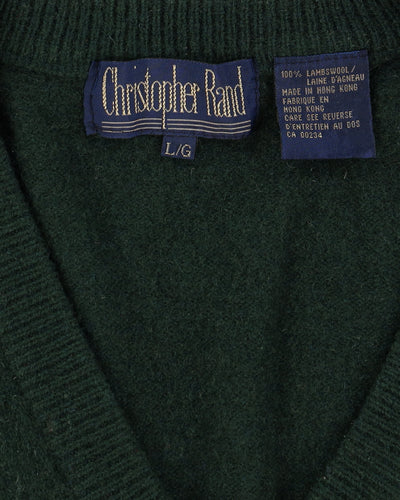 Christopher Rand
L/G
100% LAMBSWOOL/
LAINE D'AGNEAU
MADE IN HONG KONG
FABRIQUE EN
HONG KONG
CARE SEE REVERSE
D'ENTRETIEN AU DOS
CA 00234